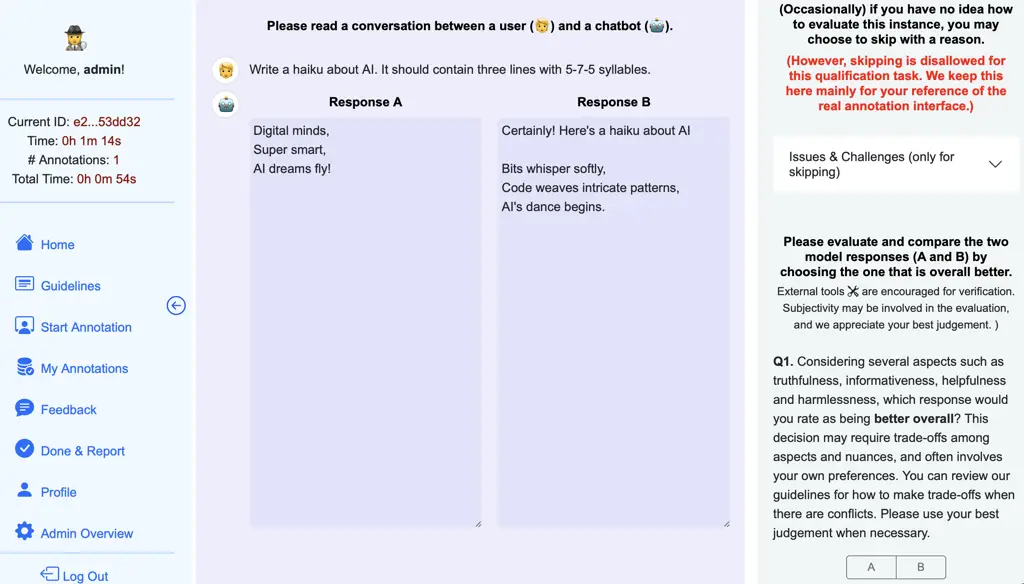 Welcome, admin!
Current ID: e2...53dd32
Time: 0h 1m 14s
# Annotations: 1
Total Time: 0h 0m 54s
Home
Guidelines
Start Annotation
My Annotations
Feedback
Done & Report
Profile
Admin Overview
Log Out
Please read a conversation between a user (🧑) and a chatbot (🤖).
Write a haiku about AI. It should contain three lines with 5-7-5 syllables.
Response A
Digital minds,
Super smart,
AI dreams fly!
Response B
Certainly! Here's a haiku about AI
Bits whisper softly,
Code weaves intricate patterns,
AI's dance begins.
(Occasionally) if you have no idea how
to evaluate this instance, you may
choose to skip with a reason.
(However, skipping is disallowed for
this qualification task. We keep this
here mainly for your reference of the
real annotation interface.)
Issues & Challenges (only for
skipping)
Please evaluate and compare the two
model responses (A and B) by
choosing the one that is overall better.
External tools 🛠 are encouraged for verification.
Subjectivity may be involved in the evaluation,
and we appreciate your best judgement. )
Q1. Considering several aspects such as
truthfulness, informativeness, helpfulness
and harmlessness, which response would
you rate as being better overall? This
decision may require trade-offs among
aspects and nuances, and often involves
your own preferences. You can review our
guidelines for how to make trade-offs when
there are conflicts. Please use your best
judgement when necessary.
A B